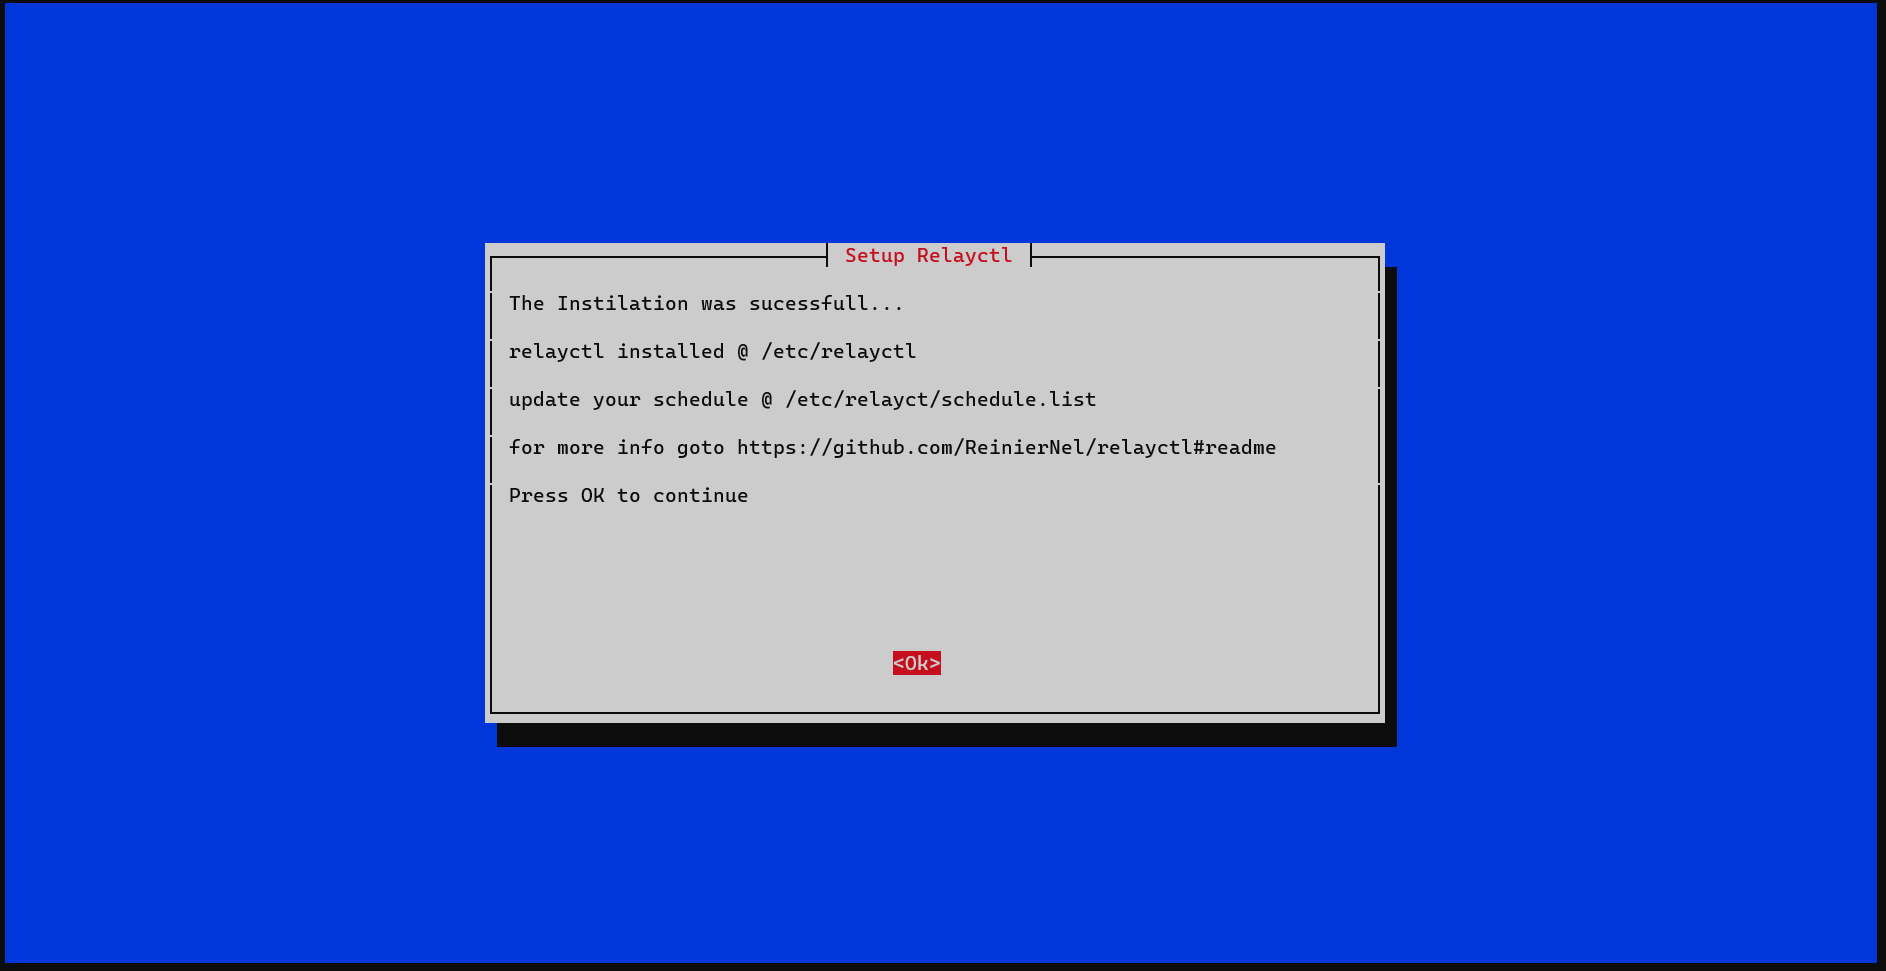 Setup Relayctl
The Instilation was sucessfull...
relayctl installed @ /etc/relayctl
update your schedule @ /etc/relayct/schedule.list
for more info goto https://github.com/ReinierNel/relayctl#readme
Press OK to continue
<Ok>